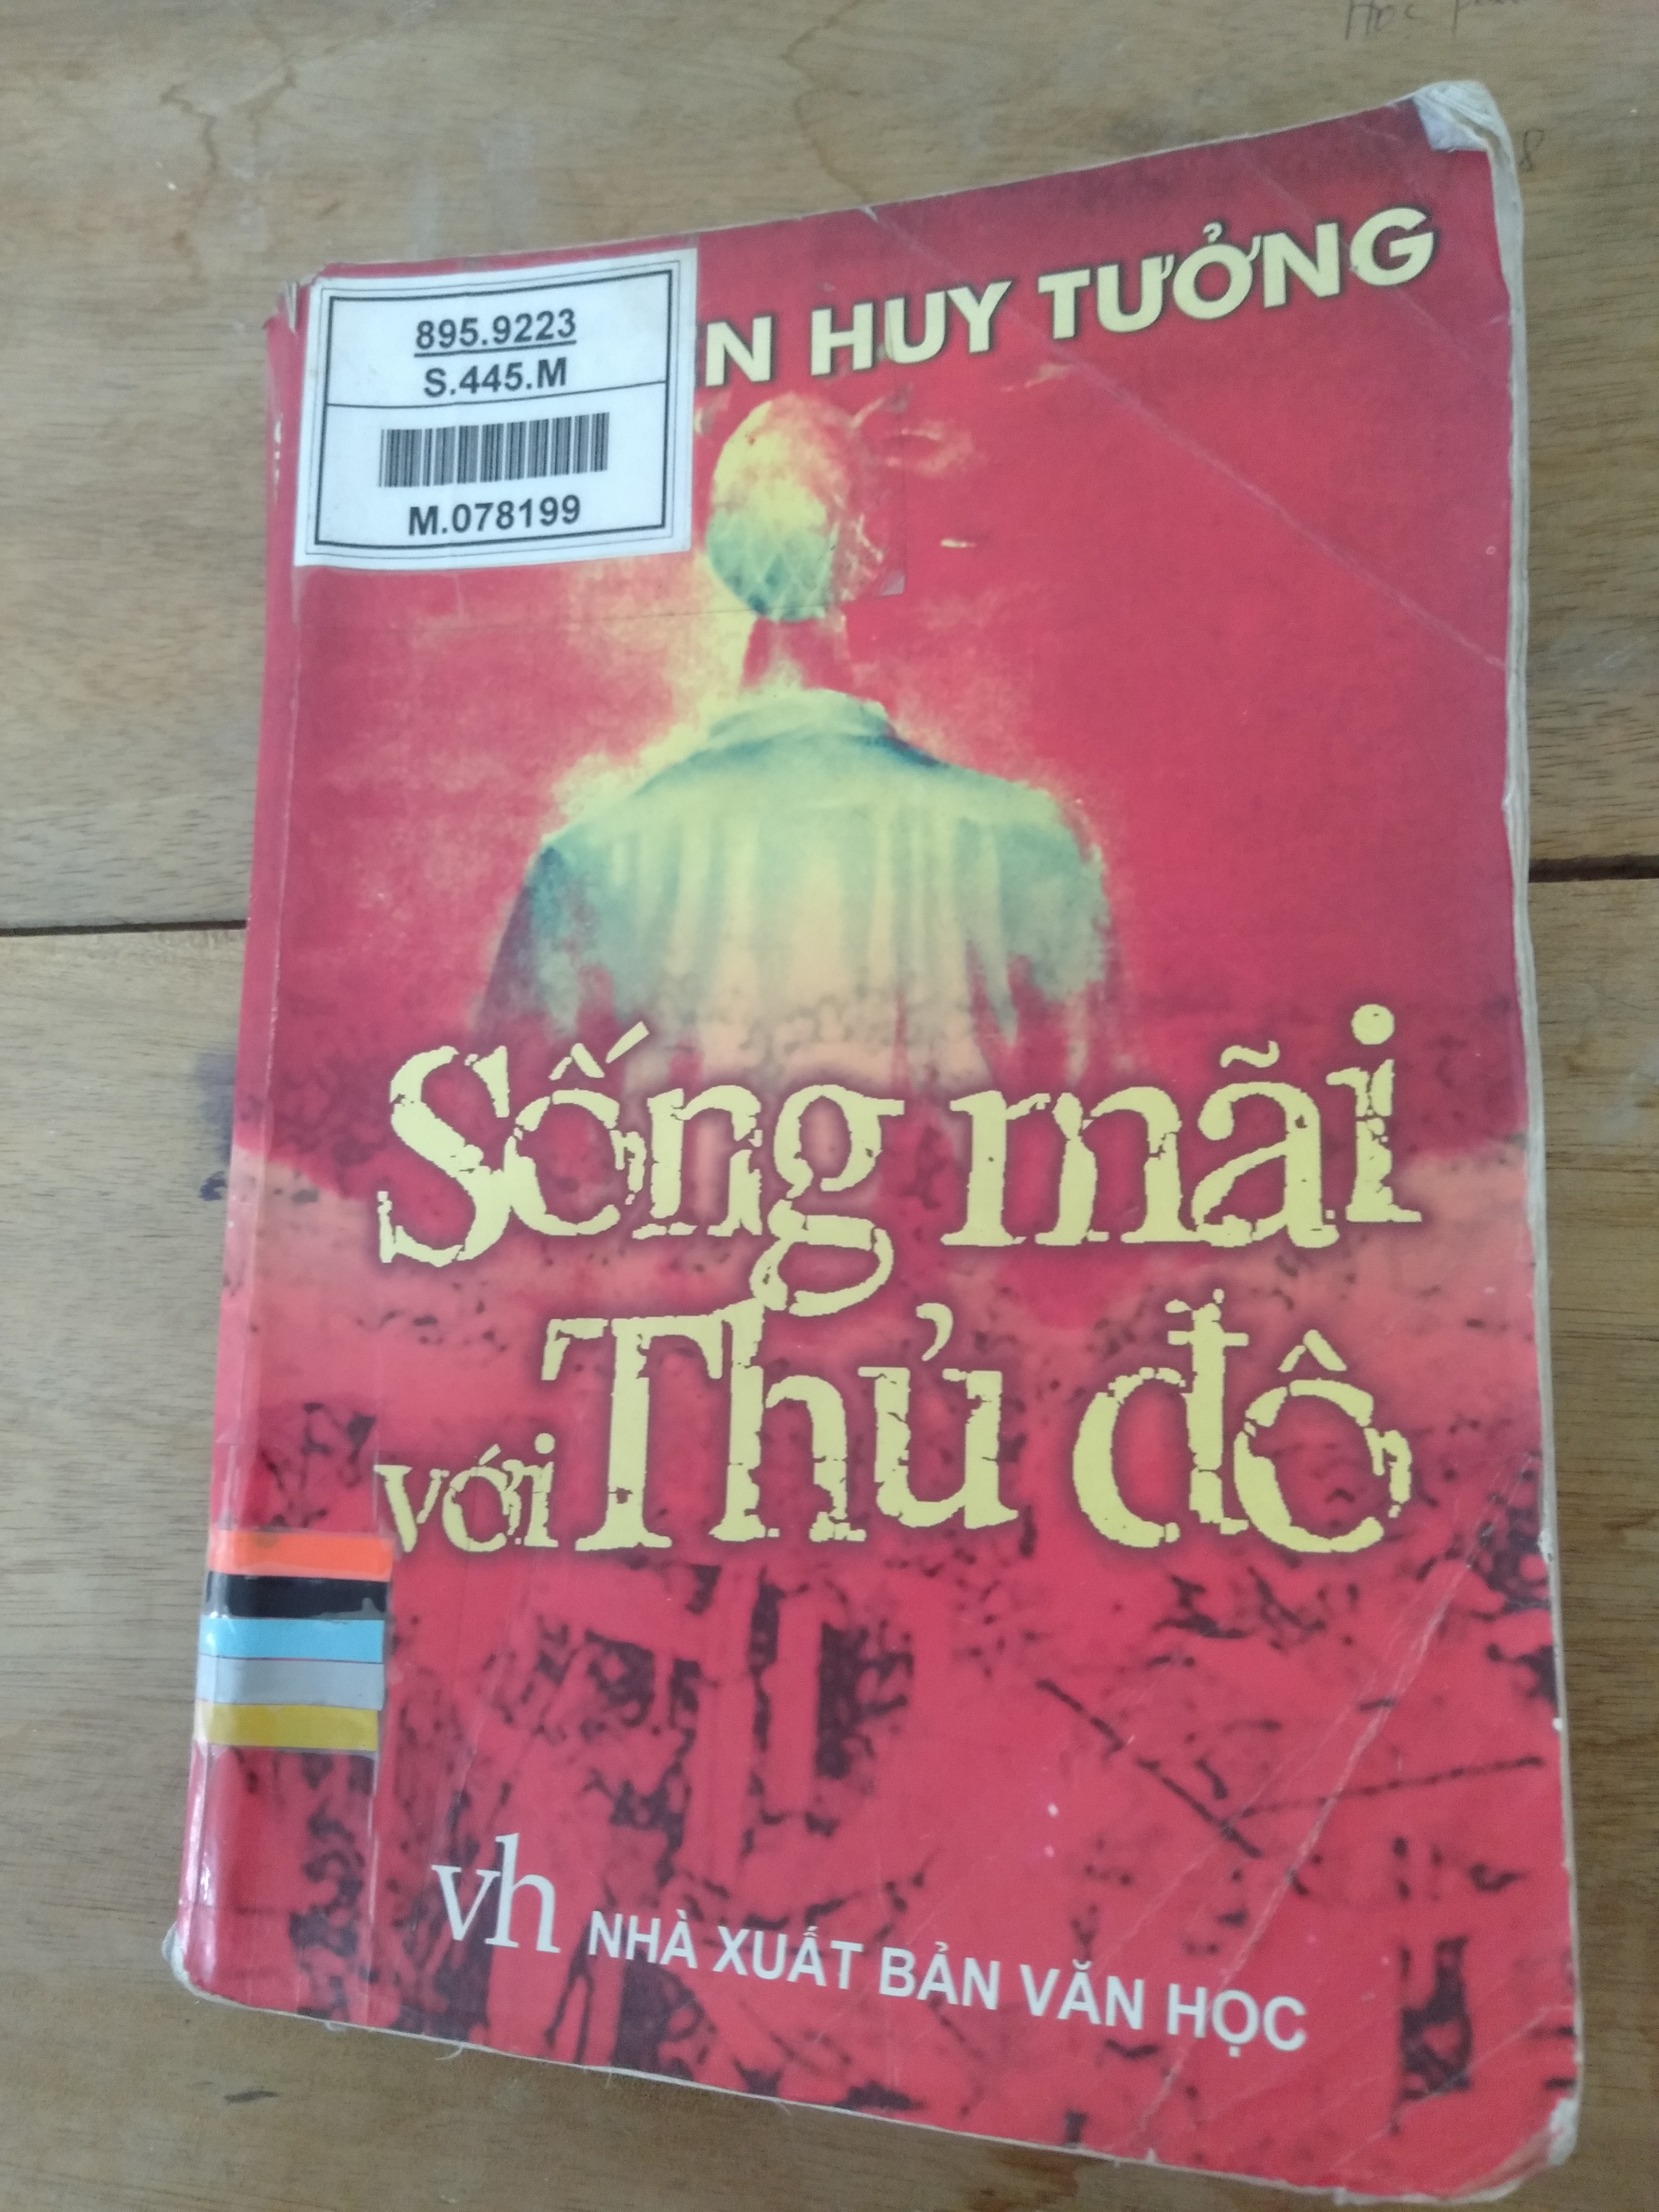 895.9223
S.445.M
M.078199
N HUY TƯỞNG
Sống mãi
với Thủ đô
vh NHÀ XUẤT BẢN VĂN HỌC